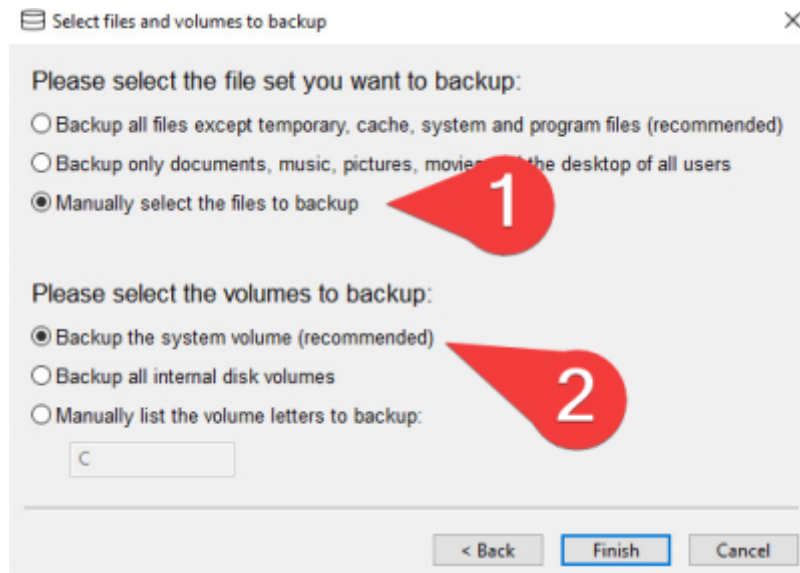 Select files and volumes to backup
Please select the file set you want to backup:
Backup all files except temporary, cache, system and program files (recommended)
Backup only documents, music, pictures, movies the desktop of all users
Manually select the files to backup
1
Please select the volumes to backup:
Backup the system volume (recommended)
Backup all internal disk volumes
2
Manually list the volume letters to backup:
C
< Back
Finish
Cancel